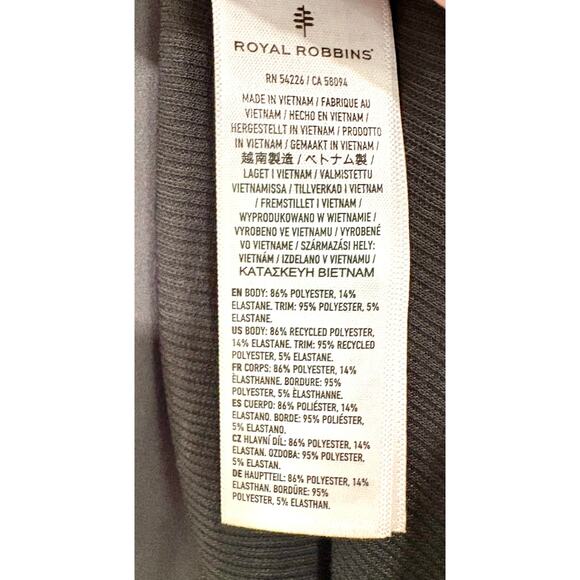 ROYAL ROBBINS®
RN 54226 / CA 58094
MADE IN VIETNAM / FABRIQUE AU
VIETNAM / HECHO EN VIETNAM /
HERGESTELLT IN VIETNAM / PRODOTTO
IN VIETNAM / GEMAAKT IN VIETNAM /
越南製造 / ベトナム製 /
LAGET I VIETNAM / VALMISTETTU
VIETNAMISSA / TILLVERKAD I VIETNAM
/ FREMSTILLET I VIETNAM /
WYPRODUKOWANO W WIETNAMIE /
VYROBENO VE VIETNAMU / VYROBENÉ
VO VIETNAME / SZÁRMAZÁSI HELY:
VIETNÁM / IZDELANO V VIETNAMU /
ΚΑΤΑΣΚΕΥΗ ΒΙΕΤΝΑΜ
EN BODY: 86% POLYESTER, 14%
ELASTANE. TRIM: 95% POLYESTER, 5%
ELASTANE.
US BODY: 86% RECYCLED POLYESTER,
14% ELASTANE. TRIM: 95% RECYCLED
POLYESTER, 5% ELASTANE.
FR CORPS: 86% POLYESTER, 14%
ÉLASTHANNE. BORDURE: 95%
POLYESTER, 5% ÉLASTHANNE.
ES CUERPO: 86% POLIÉSTER, 14%
ELASTANO. BORDE: 95% POLIÉSTER,
5% ELASTANO.
CZ HLAVNÍ DÍL: 86% POLYESTER, 14%
ELASTAN. OZDOBA: 95% POLYESTER,
5% ELASTAN.
DE HAUPTTEIL: 86% POLYESTER, 14%
ELASTHAN. BORDÜRE: 95%
POLYESTER, 5% ELASTHAN.